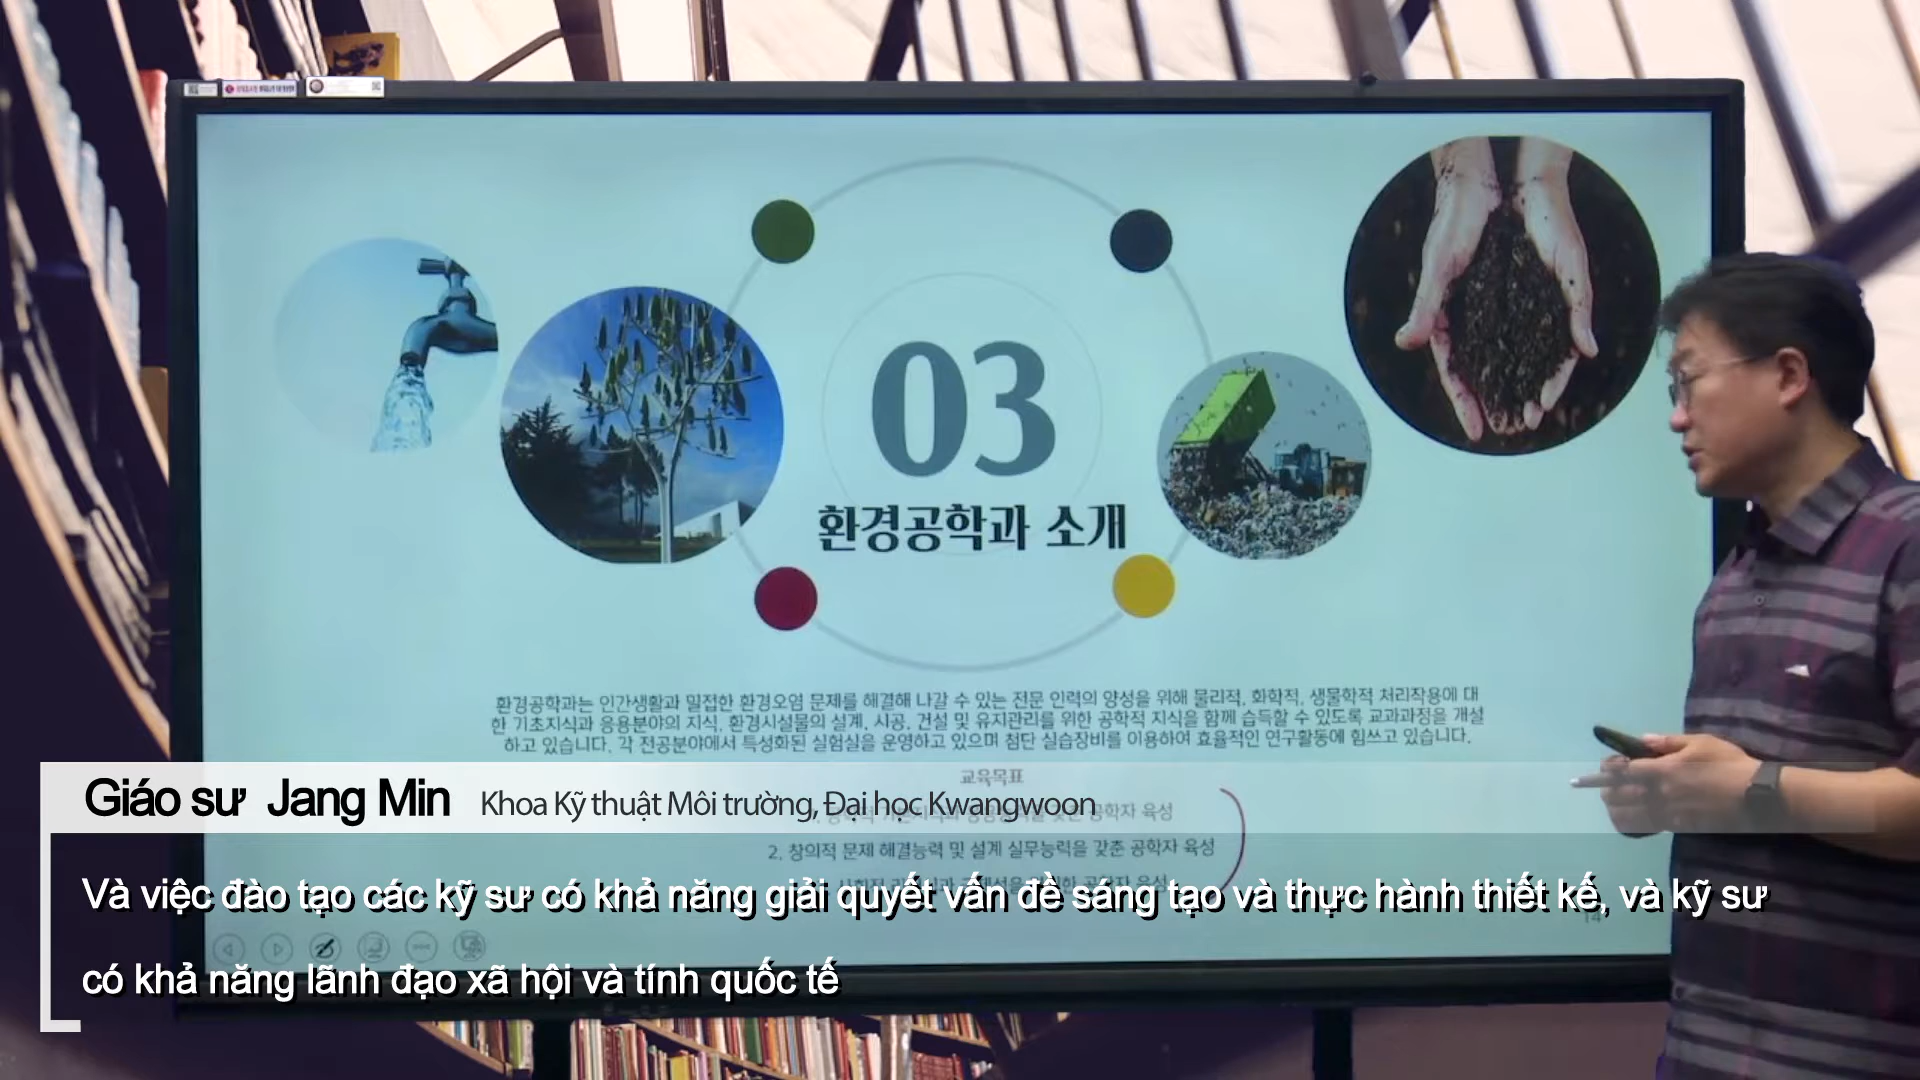 03
환경공학과 소개
환경공학과는 인간생활과 밀접한 환경오염 문제를 해결해 나갈 수 있는 전문 인력의 양성을 위해 물리적, 화학적, 생물학적 처리작용에 대
한 기초지식과 응용분야의 지식, 환경시설물의 설계, 시공, 건설 및 유지관리를 위한 공학적 지식을 함께 습득할 수 있도록 교과과정을 개설
하고 있습니다. 각 전공분야에서 특성화된 실험실을 운영하고 있으며 첨단 실습장비를 이용하여 효율적인 연구활동에 힘쓰고 있습니다.
교육목표
Giáo sư Jang Min Khoa Kỹ thuật Môi trường, Đại học Kwangwoon
공학자 육성
2. 창의적 문제 해결능력 및 설계 실무능력을 갖춘 공학자 육성
Và việc đào tạo các kỹ sư có khả năng giải quyết vấn đề sáng tạo và thực hành thiết kế, và kỹ sư
có khả năng lãnh đạo xã hội và tính quốc tế